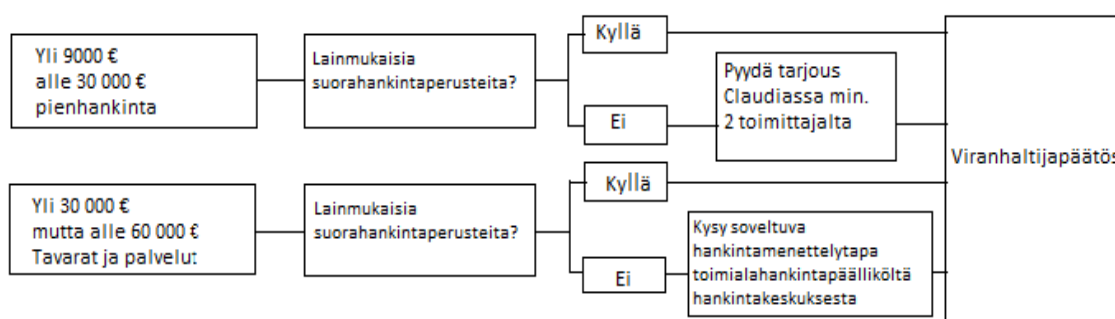 Yli 9000 €
alle 30 000 €
pienhankinta
Lainmukaisia
suorahankintaperusteita?
Kyllä
Ei
Pyydä tarjous
Claudiassa min.
2 toimittajalta
Viranhaltijapäätös
Yli 30 000 €
mutta alle 60 000 €
Tavarat ja palvelut
Lainmukaisia
suorahankintaperusteita?
Kyllä
Ei
Kysy soveltuva
hankintamenettelytapa
toimialahankintapäälliköltä
hankintakeskuksesta